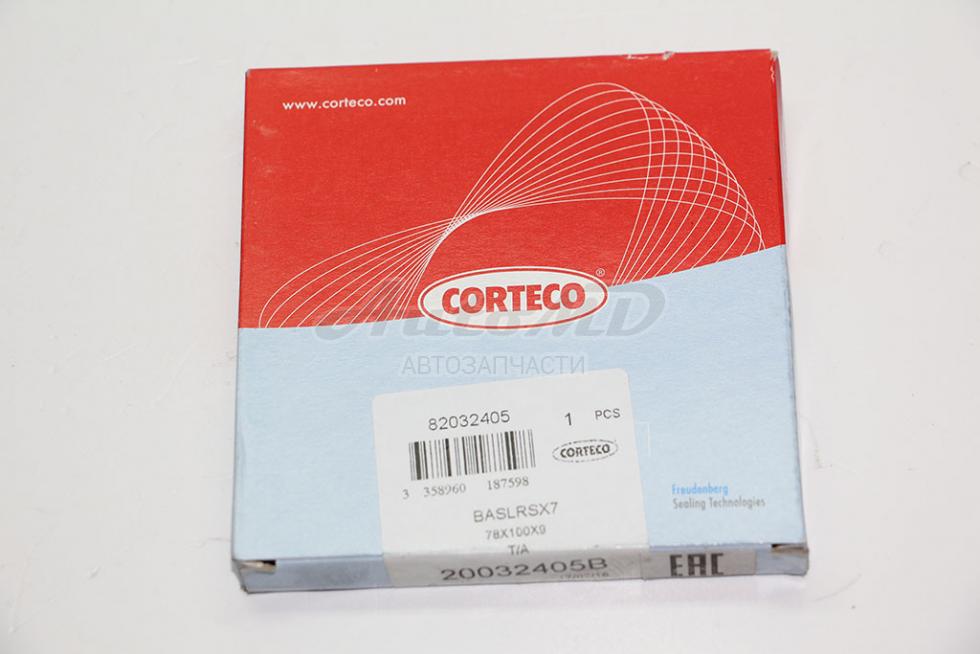 www.corteco.com
CORTECO®
AutoMD
АВТОЗАПЧАСТИ
82032405 1 PCS
CORTECO
3 358960 187598
BASLRSX7
78X100X9
T/A
20032405B
Freudenberg
Sealing Technologies
EAC